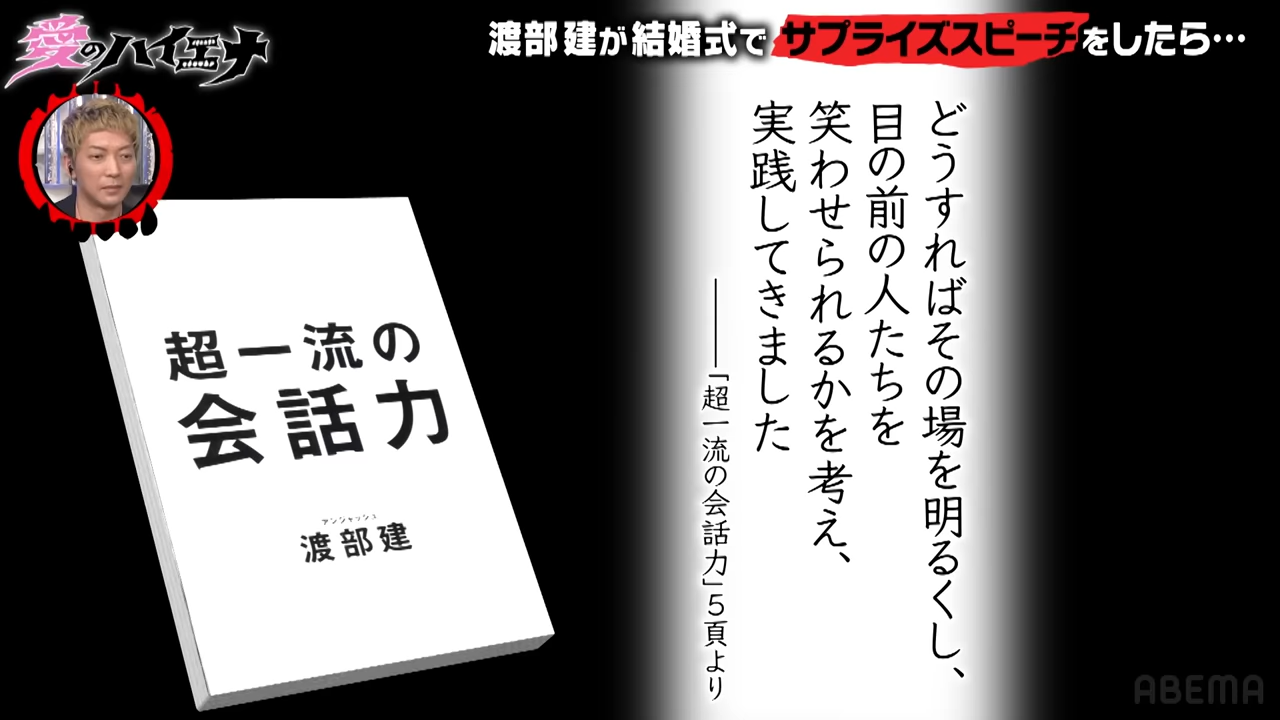 愛のハイエナ
渡部建が結婚式でサプライズスピーチをしたら…
どうすればその場を明るくし、
目の前の人たちを
笑わせられるかを考え、
実践してきました
――「超一流の会話力」5頁より
超一流の
会話力
アンジャッシュ
渡部建
ABEMA